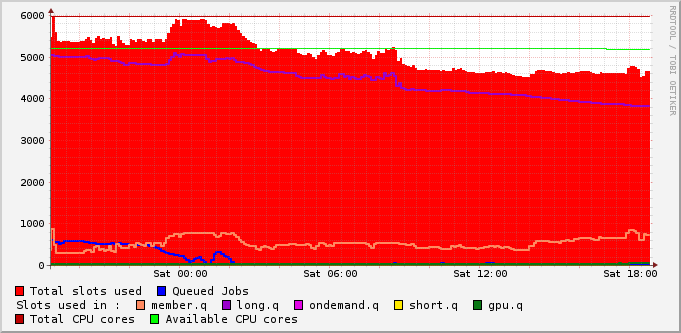 6000
5000
4000
3000
2000
1000
0
Sat 00:00 Sat 06:00 Sat 12:00 Sat 18:00
RRDTOOL / TOBI OETIKER
Total slots used Queued Jobs
Slots used in : member.q long.q ondemand.q short.q gpu.q
Total CPU cores Available CPU cores